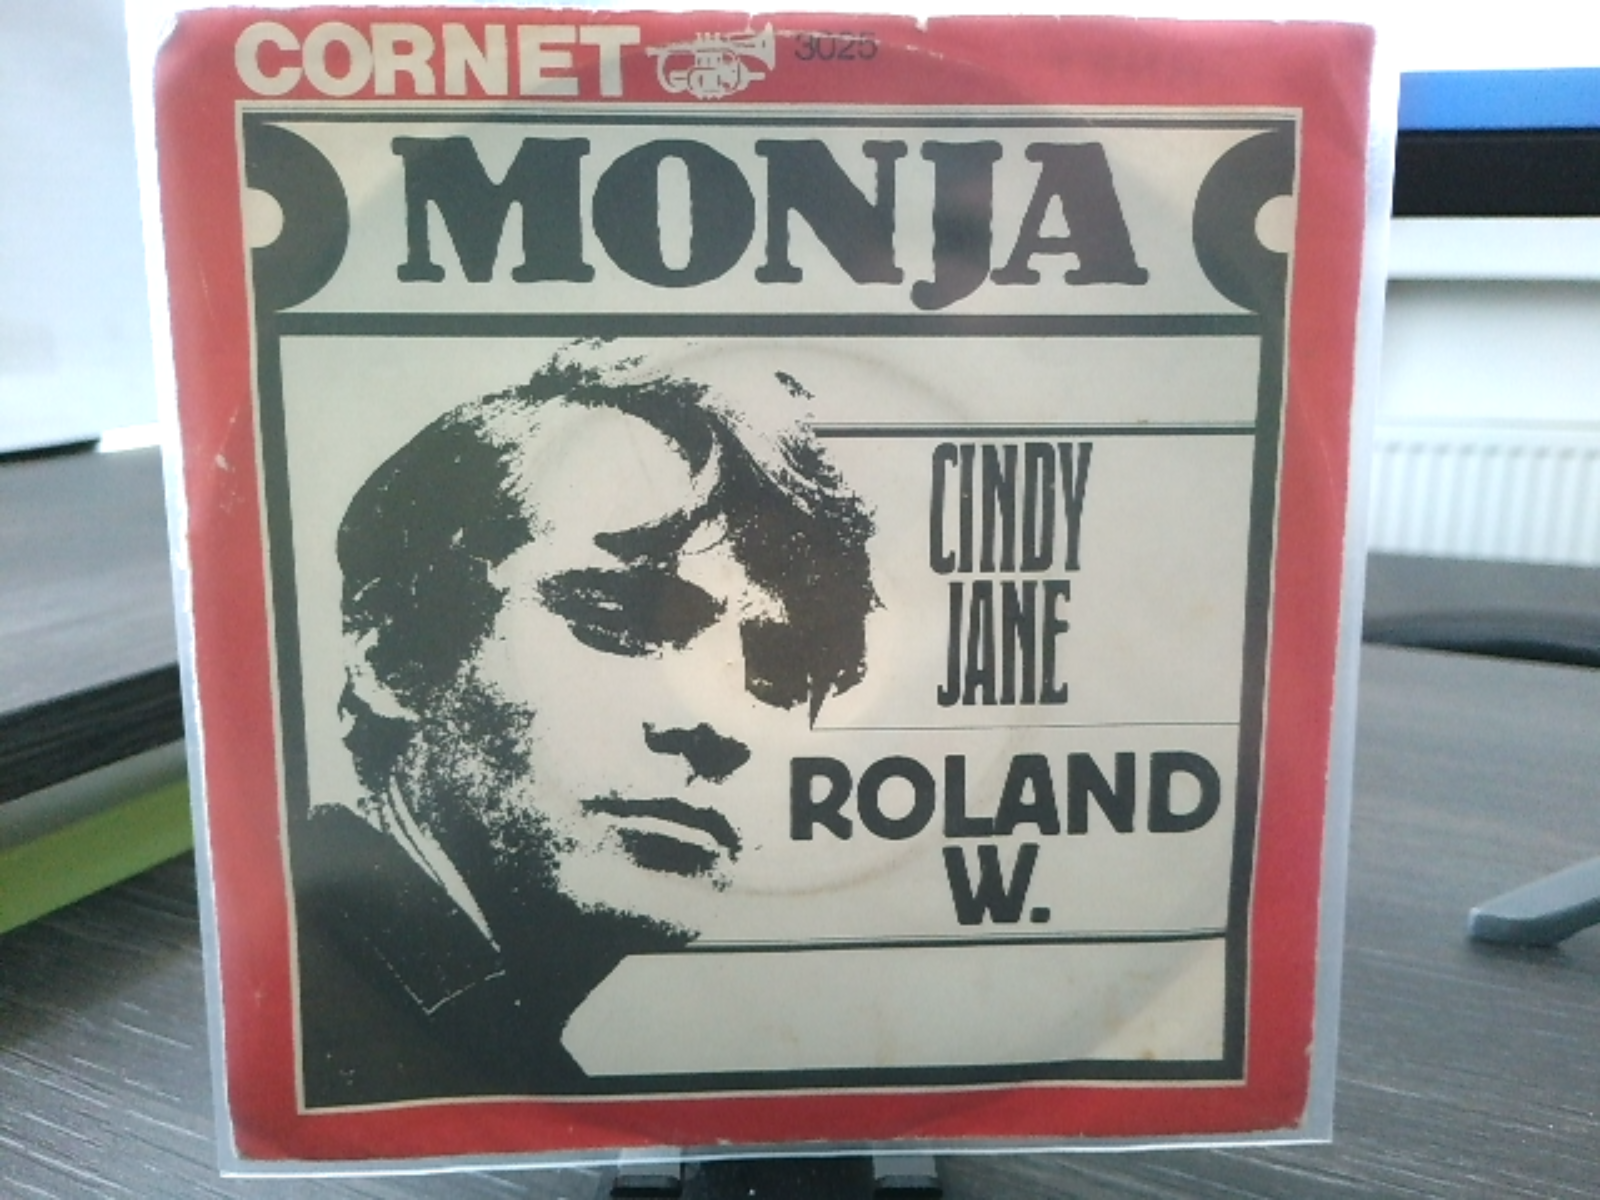 CORNET 3025
MONJA
CINDY
JANE
ROLAND
W.